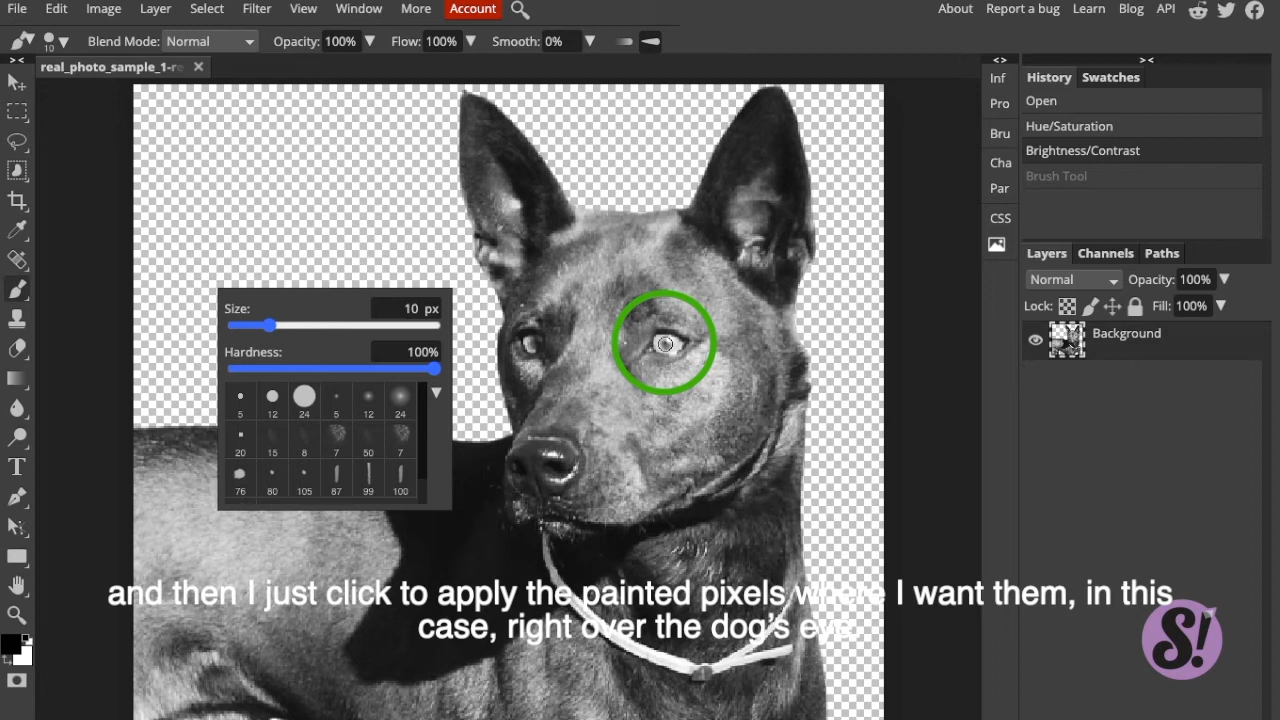 File Edit Image Layer Select Filter View Window More Account About Report a bug Learn Blog API
10 Blend Mode: Normal Opacity: 100% Flow: 100% Smooth: 0%
real_photo_sample_1-re
Inf
Pro
Bru
Cha
Par
CSS
History Swatches
Open
Hue/Saturation
Brightness/Contrast
Brush Tool
Layers Channels Paths
Normal Opacity: 100%
Lock: Fill: 100%
Background
Size: 10 px
Hardness: 100%
5 12 24 5 12 24
20 15 8 7 50 7
76 80 105 87 99 100
and then I just click to apply the painted pixels where I want them, in this
case, right over the dog's eye.
S!